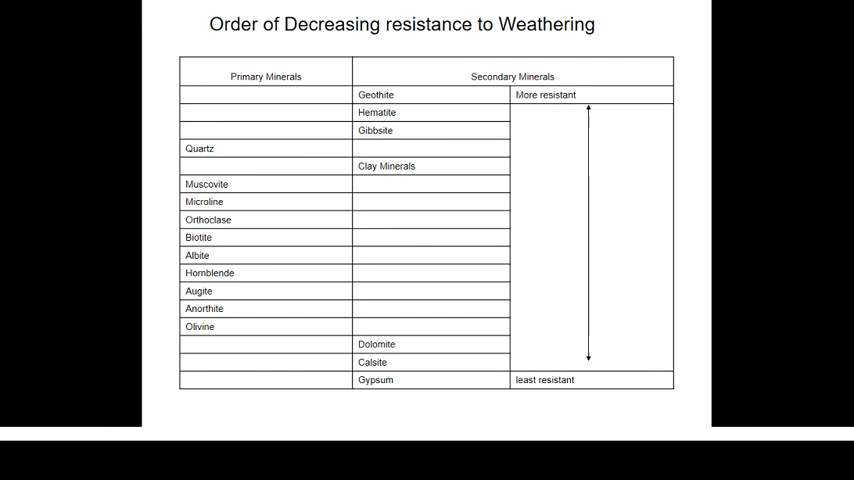 Order of Decreasing resistance to Weathering
Primary Minerals Secondary Minerals
Geothite More resistant
Hematite
Gibbsite
Quartz
Clay Minerals
Muscovite
Microline
Orthoclase
Biotite
Albite
Hornblende
Augite
Anorthite
Olivine
Dolomite
Calsite
Gypsum least resistant